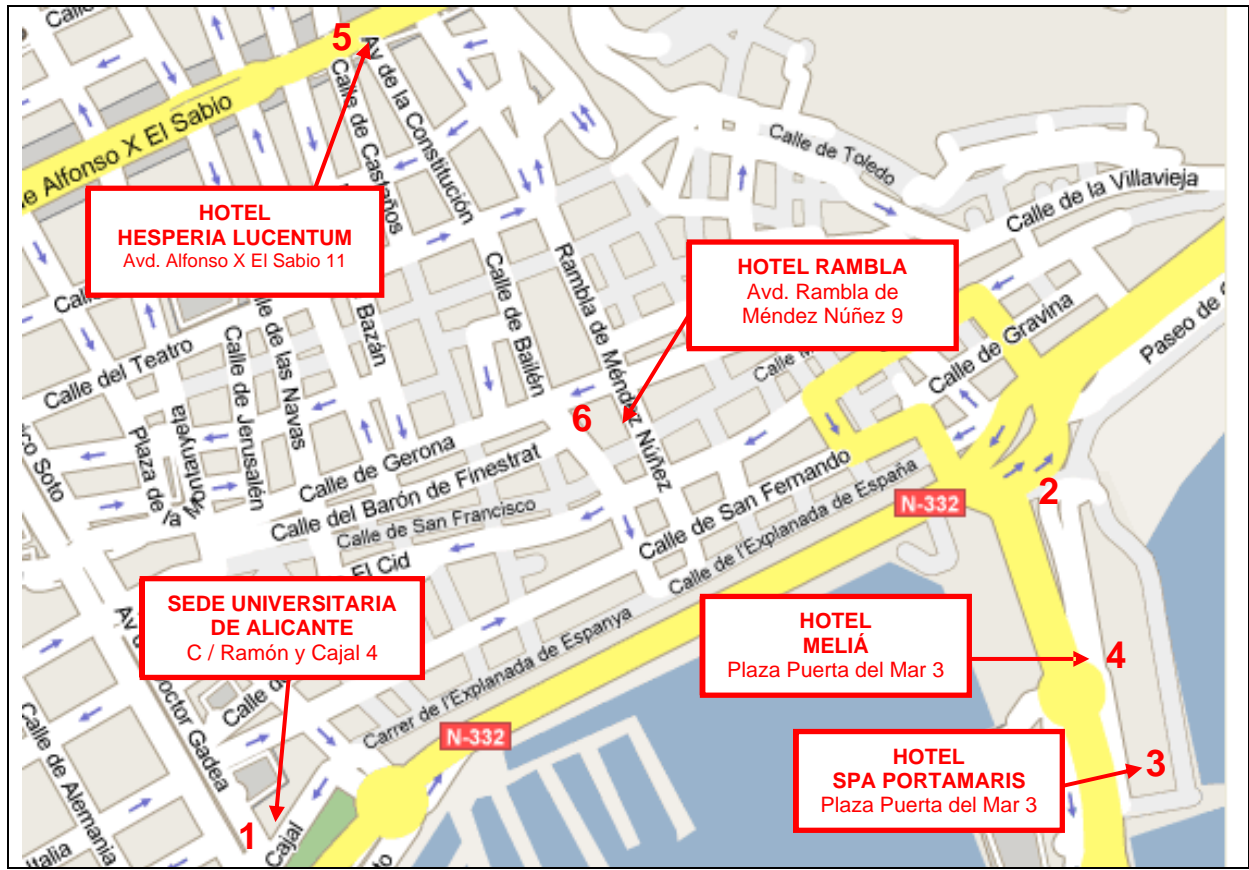 Calle
5
Av de la Constitución
Calle de Castaños
e Alfonso X El Sabio
Calle de Toledo
Calle de la Villavieja
HOTEL
HESPERIA LUCENTUM
Avd. Alfonso X El Sabio 11
HOTEL RAMBLA
Avd. Rambla de
Méndez Núñez 9
Rambla de Méndez Núñez
Calle de Bailén
Bazán
Calle de Gravina
Paseo de
Calle del Teatro
Calle de Jerusalén
le de las Navas
Plaza de la Montanyeta
co Soto
6
Calle de Gerona
Calle del Barón de Finestrat
Calle de San Francisco
El Cid
Calle de San Fernando
Calle de l'Explanada de España
N-332
2
SEDE UNIVERSITARIA
DE ALICANTE
C / Ramón y Cajal 4
HOTEL
MELIÁ
Plaza Puerta del Mar 3
4
Carrer de l'Explanada de Espanya
N-332
HOTEL
SPA PORTAMARIS
Plaza Puerta del Mar 3
3
octor Gadea
Calle de Alemania
Italia
1
Cajal